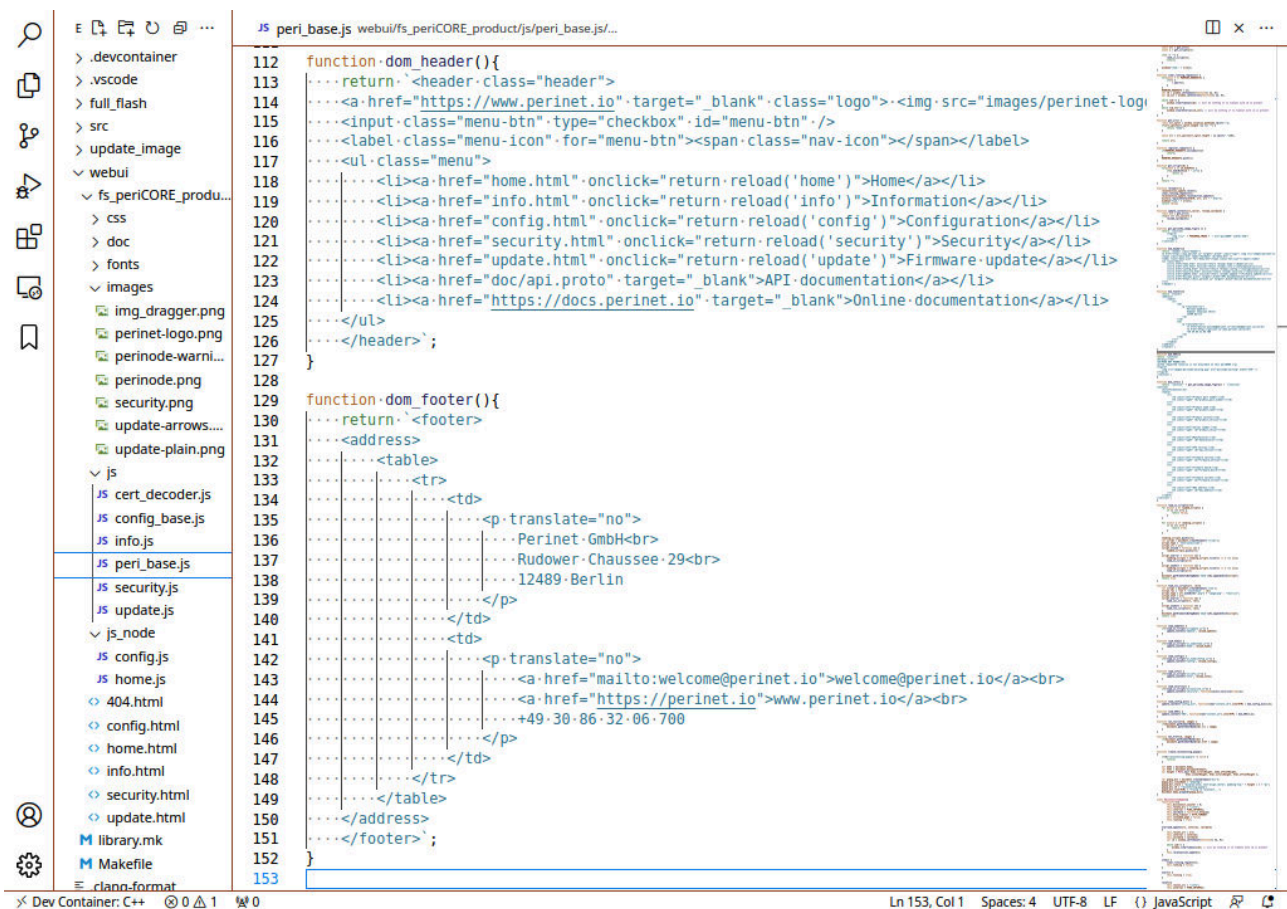 E
JS peri_base.js webui/fs_periCORE_product/js/peri_base.js/...
> .devcontainer
> .vscode
> full_flash
> src
> update_image
webui
fs_periCORE_produ...
> css
> doc
> fonts
images
img_dragger.png
perinet-logo.png
perinode-warni...
perinode.png
security.png
update-arrows....
update-plain.png
js
JS cert_decoder.js
JS config_base.js
JS info.js
JS peri_base.js
JS security.js
JS update.js
js_node
JS config.js
JS home.js
<> 404.html
<> config.html
<> home.html
<> info.html
<> security.html
<> update.html
M library.mk
M Makefile
.clang-format
112 function dom_header(){
113 return `<header class="header">
114 <a href="https://www.perinet.io" target="_blank" class="logo"> <img src="images/perinet-logo
115 <input class="menu-btn" type="checkbox" id="menu-btn" />
116 <label class="menu-icon" for="menu-btn"><span class="nav-icon"></span></label>
117 <ul class="menu">
118 <li><a href="home.html" onclick="return reload('home')">Home</a></li>
119 <li><a href="info.html" onclick="return reload('info')">Information</a></li>
120 <li><a href="config.html" onclick="return reload('config')">Configuration</a></li>
121 <li><a href="security.html" onclick="return reload('security')">Security</a></li>
122 <li><a href="update.html" onclick="return reload('update')">Firmware update</a></li>
123 <li><a href="doc/api.proto" target="_blank">API documentation</a></li>
124 <li><a href="https://docs.perinet.io" target="_blank">Online documentation</a></li>
125 </ul>
126 </header>`;
127 }
128
129 function dom_footer(){
130 return `<footer>
131 <address>
132 <table>
133 <tr>
134 <td>
135 <p translate="no">
136 Perinet GmbH<br>
137 Rudower Chaussee 29<br>
138 12489 Berlin
139 </p>
140 </td>
141 <td>
142 <p translate="no">
143 <a href="mailto:welcome@perinet.io">welcome@perinet.io</a><br>
144 <a href="https://perinet.io">www.perinet.io</a><br>
145 +49 30 86 32 06 700
146 </p>
147 </td>
148 </tr>
149 </table>
150 </address>
151 </footer>`;
152 }
153
Dev Container: C++ 0 1 0 Ln 153, Col 1 Spaces: 4 UTF-8 LF {} JavaScript